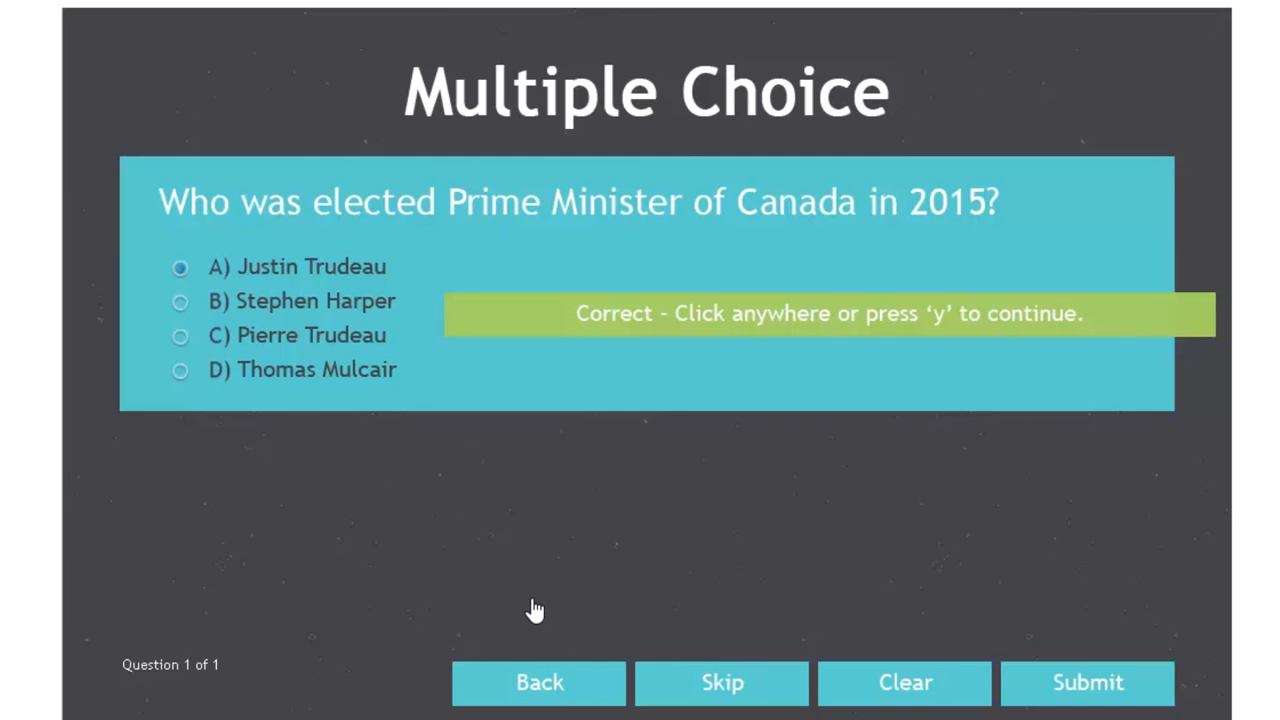 Multiple Choice
Who was elected Prime Minister of Canada in 2015?
A) Justin Trudeau
B) Stephen Harper
Correct - Click anywhere or press ‘y’ to continue.
C) Pierre Trudeau
D) Thomas Mulcair
Question 1 of 1
Back
Skip
Clear
Submit